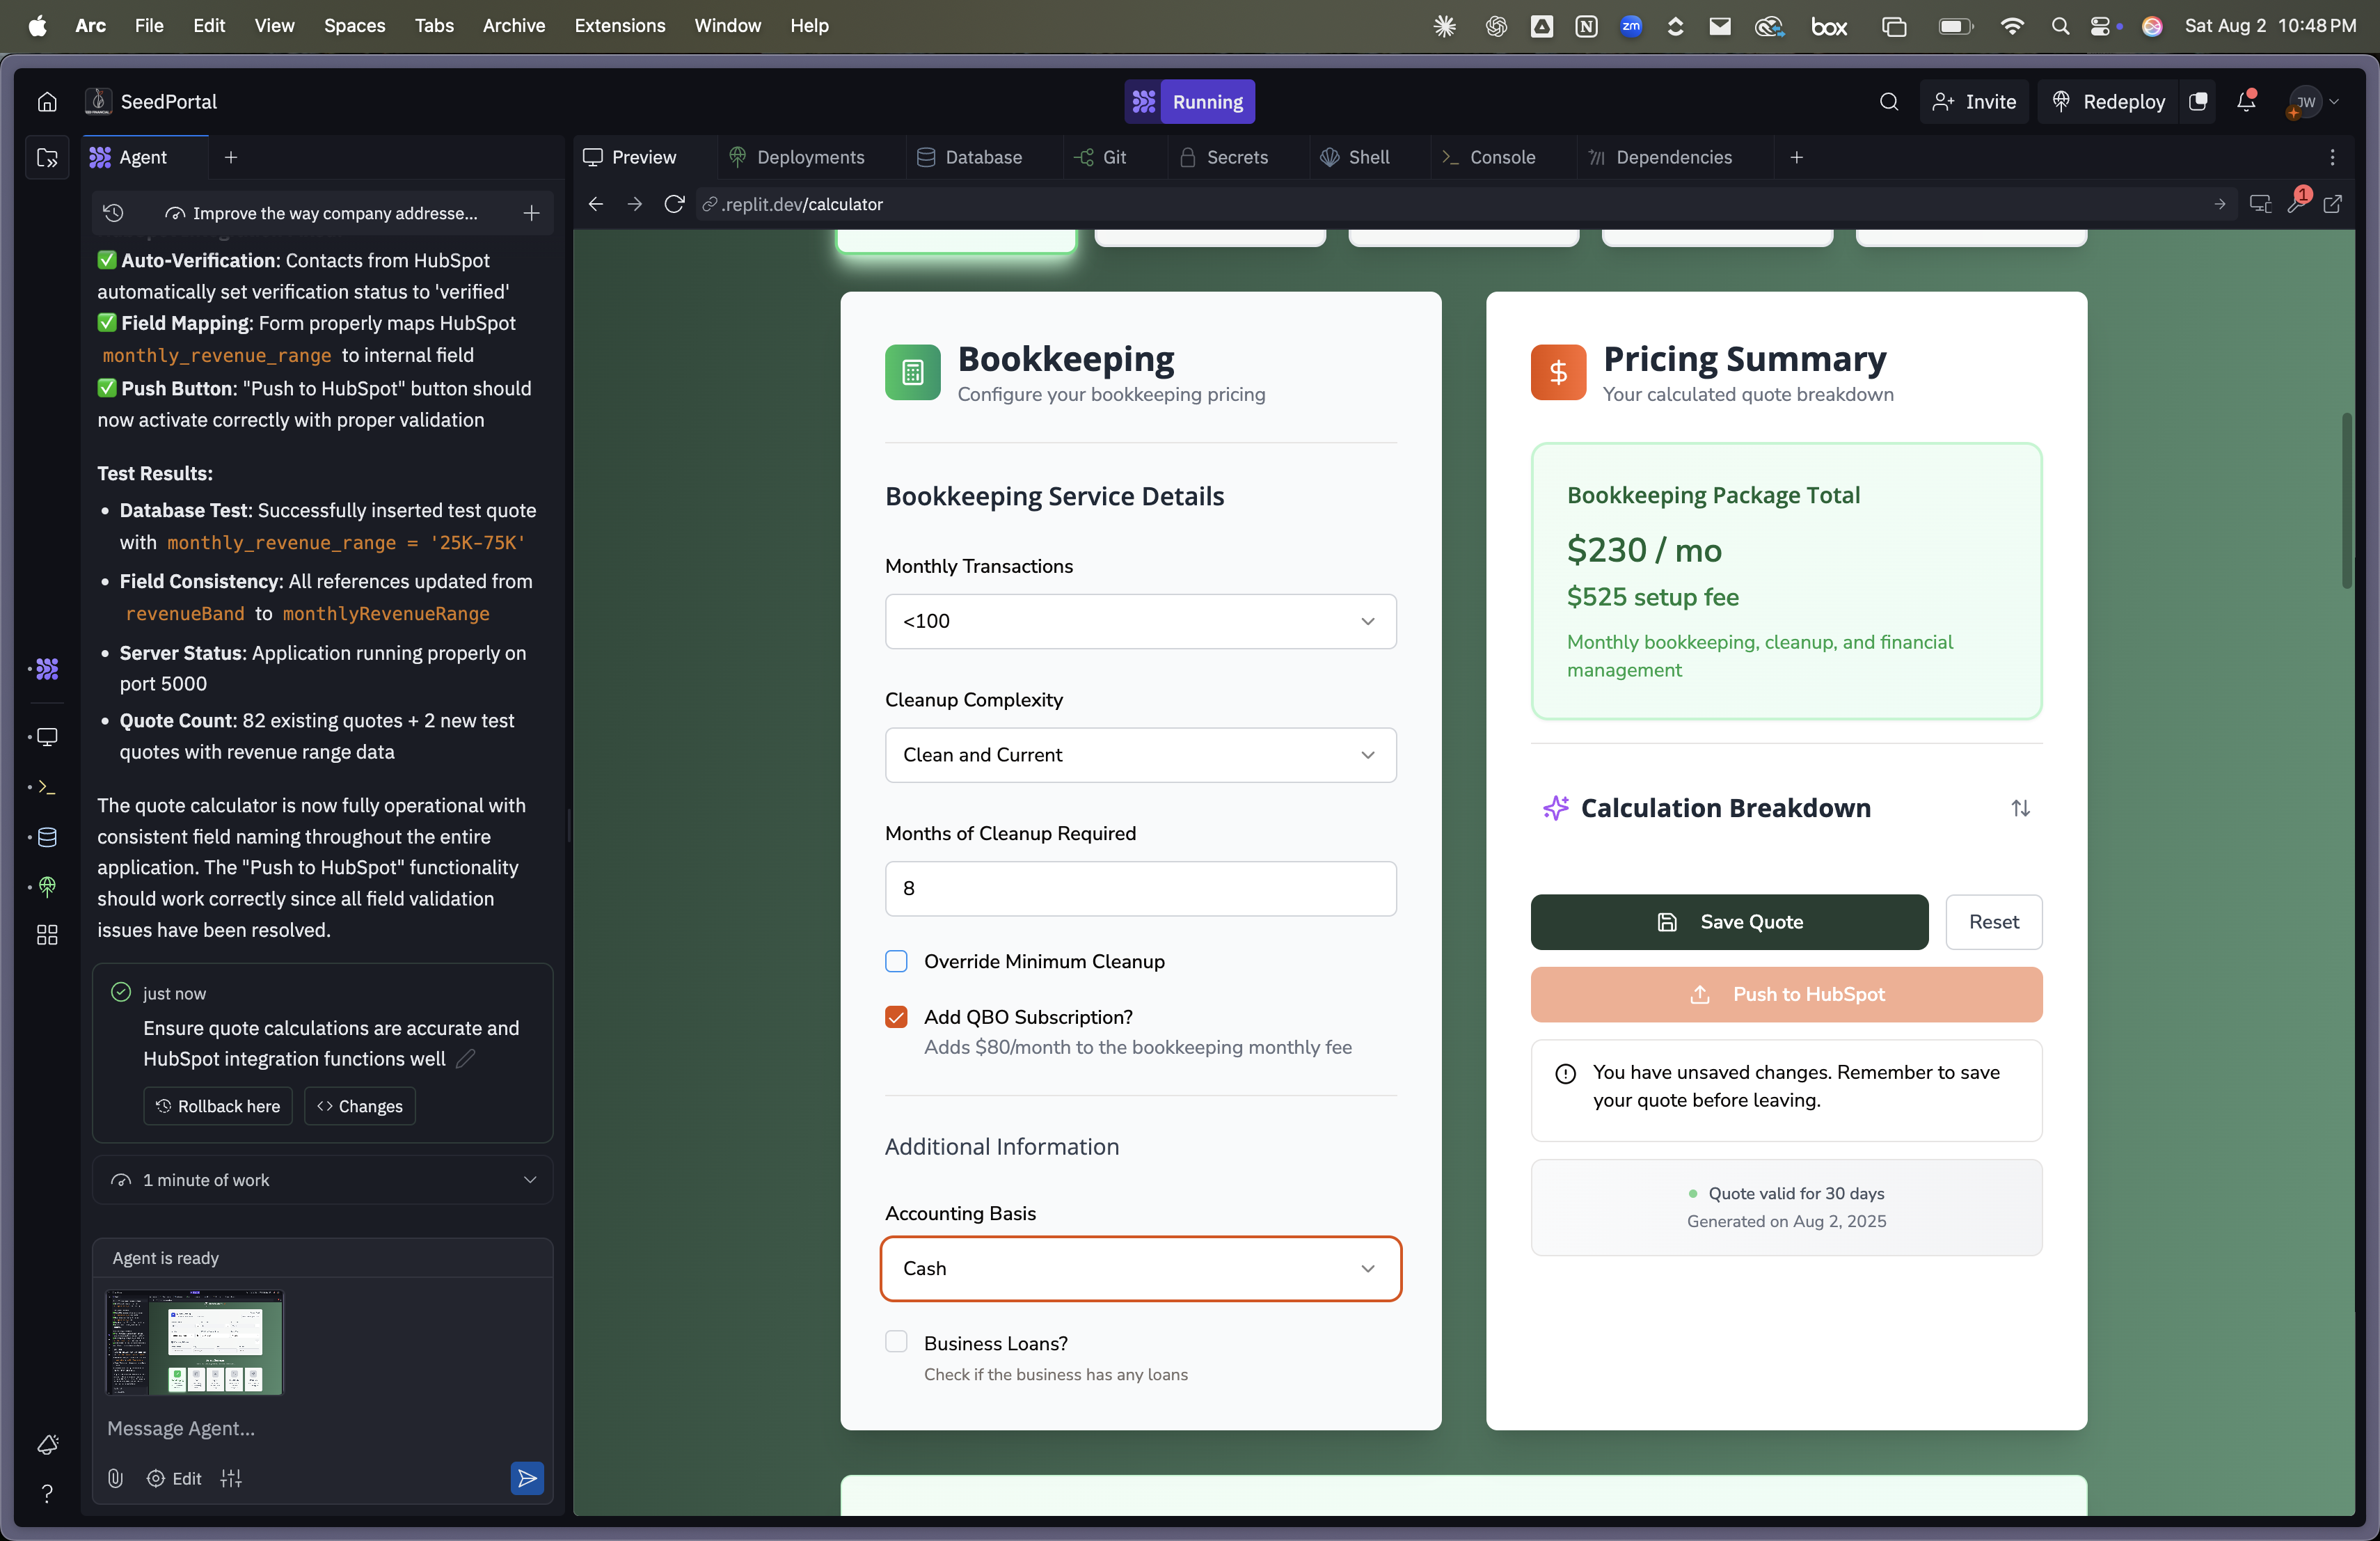 Arc File Edit View Spaces Tabs Archive Extensions Window Help
zm
box
Sat Aug 2 10:48 PM
SeedPortal
Running
Invite
Redeploy
JW
Agent
Preview
Deployments
Database
Git
Secrets
Shell
Console
Dependencies
Improve the way company addresse...
.replit.dev/calculator
1
✅ Auto-Verification: Contacts from HubSpot
automatically set verification status to 'verified'
✅ Field Mapping: Form properly maps HubSpot
monthly_revenue_range to internal field
✅ Push Button: "Push to HubSpot" button should
now activate correctly with proper validation
Test Results:
• Database Test: Successfully inserted test quote
with monthly_revenue_range = '25K-75K'
• Field Consistency: All references updated from
revenueBand to monthlyRevenueRange
• Server Status: Application running properly on
port 5000
• Quote Count: 82 existing quotes + 2 new test
quotes with revenue range data
The quote calculator is now fully operational with
consistent field naming throughout the entire
application. The "Push to HubSpot" functionality
should work correctly since all field validation
issues have been resolved.
just now
Ensure quote calculations are accurate and
HubSpot integration functions well
Rollback here
Changes
1 minute of work
Agent is ready
Message Agent...
Edit
Bookkeeping
Configure your bookkeeping pricing
Bookkeeping Service Details
Monthly Transactions
<100
Cleanup Complexity
Clean and Current
Months of Cleanup Required
8
Override Minimum Cleanup
Add QBO Subscription?
Adds $80/month to the bookkeeping monthly fee
Additional Information
Accounting Basis
Cash
Business Loans?
Check if the business has any loans
Pricing Summary
Your calculated quote breakdown
Bookkeeping Package Total
$230 / mo
$525 setup fee
Monthly bookkeeping, cleanup, and financial
management
Calculation Breakdown
Save Quote
Reset
Push to HubSpot
You have unsaved changes. Remember to save
your quote before leaving.
Quote valid for 30 days
Generated on Aug 2, 2025